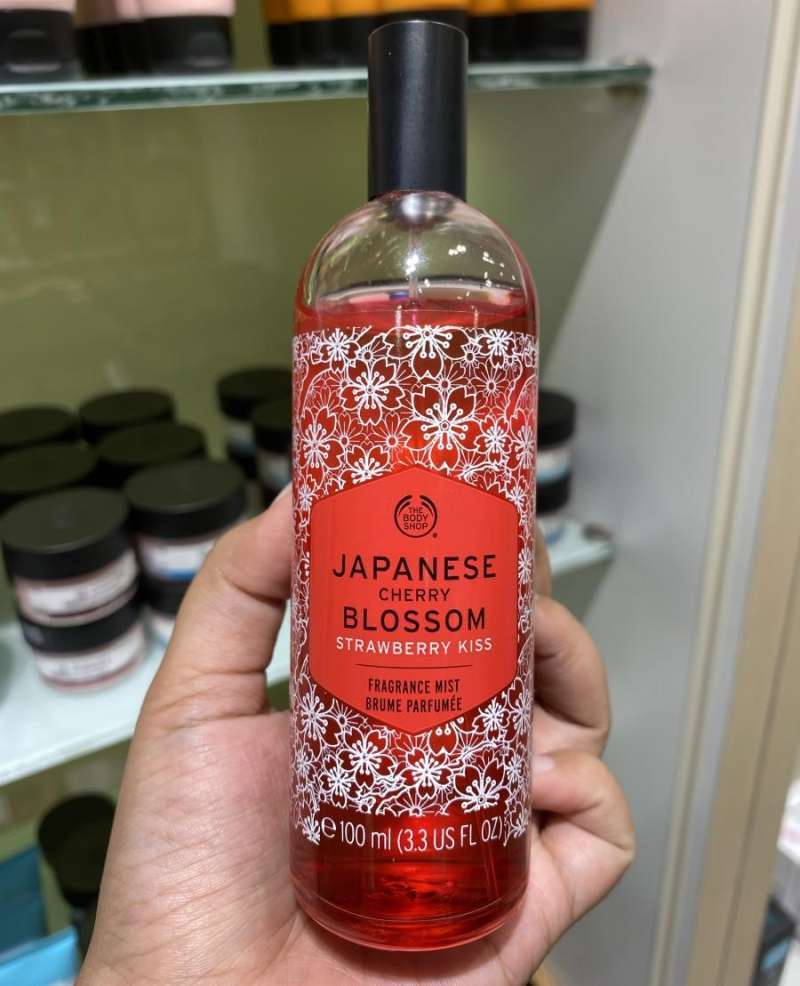 THE
BODY
SHOP
JAPANESE
CHERRY
BLOSSOM
STRAWBERRY KISS
FRAGRANCE MIST
BRUME PARFUMÉE
℮ 100 ml (3.3 US FL OZ)